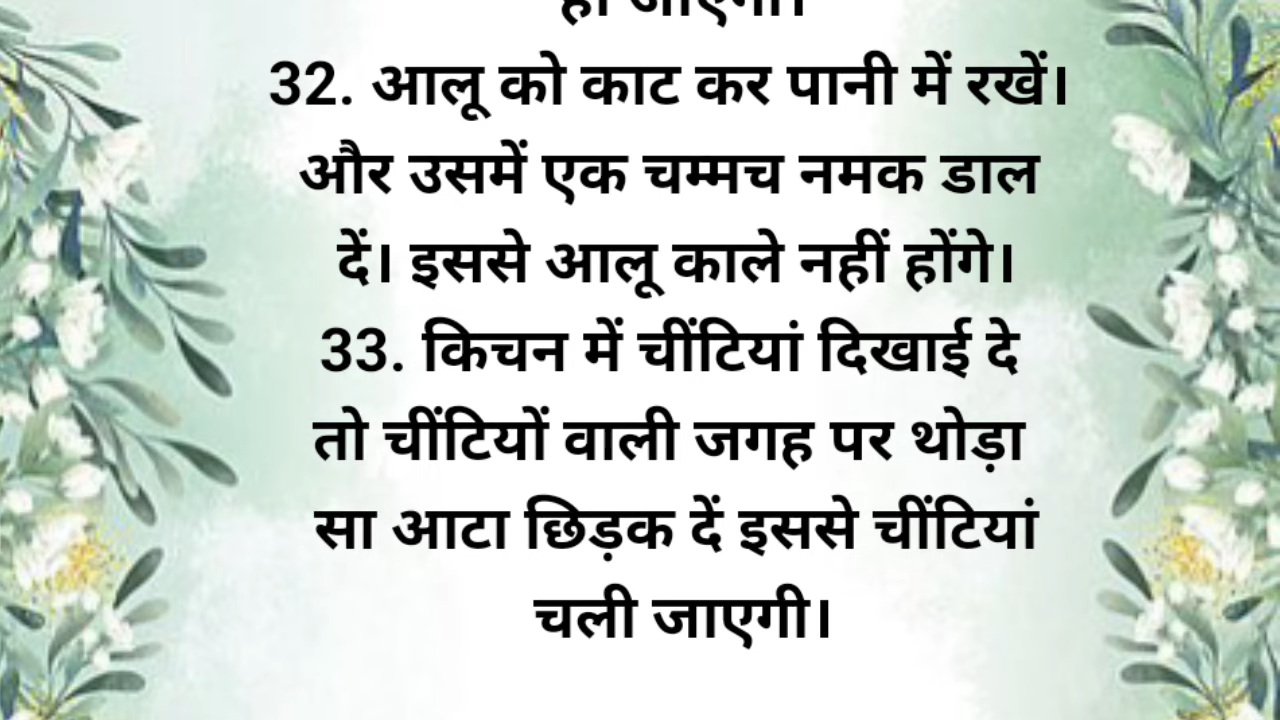 हो जाएगा।
32. आलू को काट कर पानी में रखें।
और उसमें एक चम्मच नमक डाल
दें। इससे आलू काले नहीं होंगे।
33. किचन में चींटियां दिखाई दे
तो चींटियों वाली जगह पर थोड़ा
सा आटा छिड़क दें इससे चींटियां
चली जाएगी।